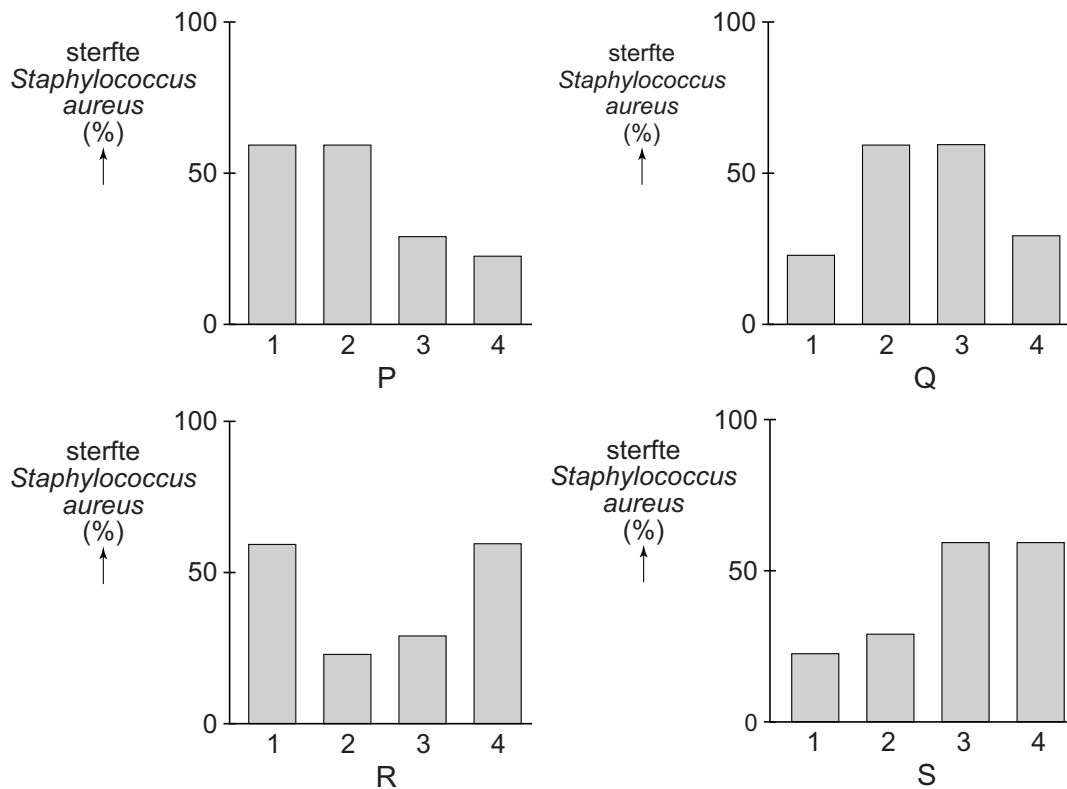 100
sterfte
Staphylococcus
aureus
(%)
50
0
1 2 3 4
P
100
sterfte
Staphylococcus
aureus
(%)
50
0
1 2 3 4
Q
100
sterfte
Staphylococcus
aureus
(%)
50
0
1 2 3 4
R
100
sterfte
Staphylococcus
aureus
(%)
50
0
1 2 3 4
S